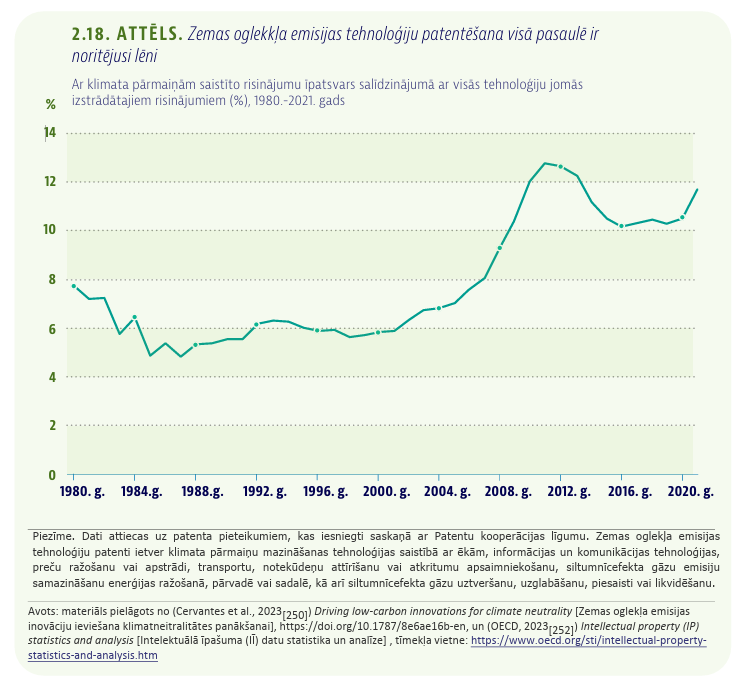 2.18. ATTĒLS. Zemas oglekkļa emisijas tehnoloģiju patentēšana visā pasaulē ir
noritējusi lēni
Ar klimata pārmaiņām saistīto risinājumu īpatsvars salīdzinājumā ar visās tehnoloģiju jomās
izstrādātajiem risinājumiem (%), 1980.-2021. gads
%
14
12
10
8
6
4
2
0
1980. g. 1984.g. 1988.g. 1992. g. 1996. g. 2000. g. 2004. g. 2008. g. 2012. g. 2016. g. 2020. g.
Piezīme. Dati attiecas uz patenta pieteikumiem, kas iesniegti saskaņā ar Patentu kooperācijas līgumu. Zemas oglekļa emisijas
tehnoloģiju patenti ietver klimata pārmaiņu mazināšanas tehnoloģijas saistībā ar ēkām, informācijas un komunikācijas tehnoloģijas,
preču ražošanu vai apstrādi, transportu, notekūdeņu attīrīšanu vai atkritumu apsaimniekošanu, siltumnīcefekta gāzu emisiju
samazināšanu enerģijas ražošanā, pārvadē vai sadalē, kā arī siltumnīcefekta gāzu uztveršanu, uzglabāšanu, piesaisti vai likvidēšanu.
Avots: materiāls pielāgots no (Cervantes et al., 2023[250]) Driving low-carbon innovations for climate neutrality [Zemas oglekļa emisijas
inovāciju ieviešana klimatneitralitātes panākšanai], https://doi.org/10.1787/8e6ae16b-en, un (OECD, 2023[252]) Intellectual property (IP)
statistics and analysis [Intelektuālā īpašuma (IĪ) datu statistika un analīze] , tīmekļa vietne: https://www.oecd.org/sti/intellectual-property-
statistics-and-analysis.htm